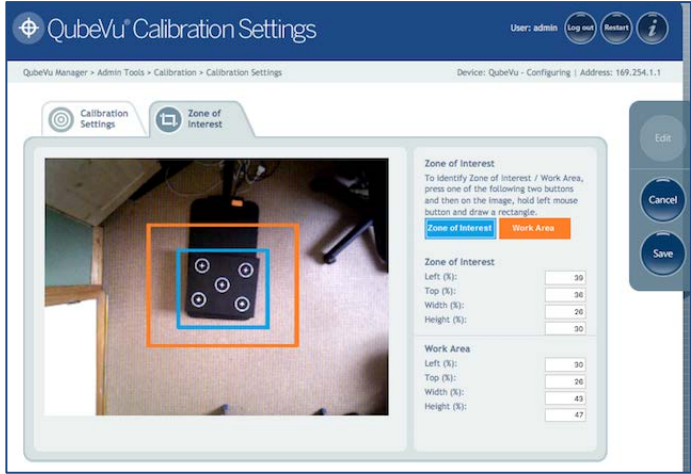 QubeVu® Calibration Settings
User: admin
Log out
Restart
i
QubeVu Manager > Admin Tools > Calibration > Calibration Settings
Device: QubeVu - Configuring | Address: 169.254.1.1
Calibration
Settings
Zone of
Interest
Edit
Cancel
Save
Zone of Interest
To identify Zone of Interest / Work Area,
press one of the following two buttons
and then on the image, hold left mouse
button and draw a rectangle.
Zone of Interest Work Area
Zone of Interest
Left (%): 39
Top (%): 36
Width (%): 26
Height (%): 30
Work Area
Left (%): 30
Top (%): 26
Width (%): 43
Height (%): 47